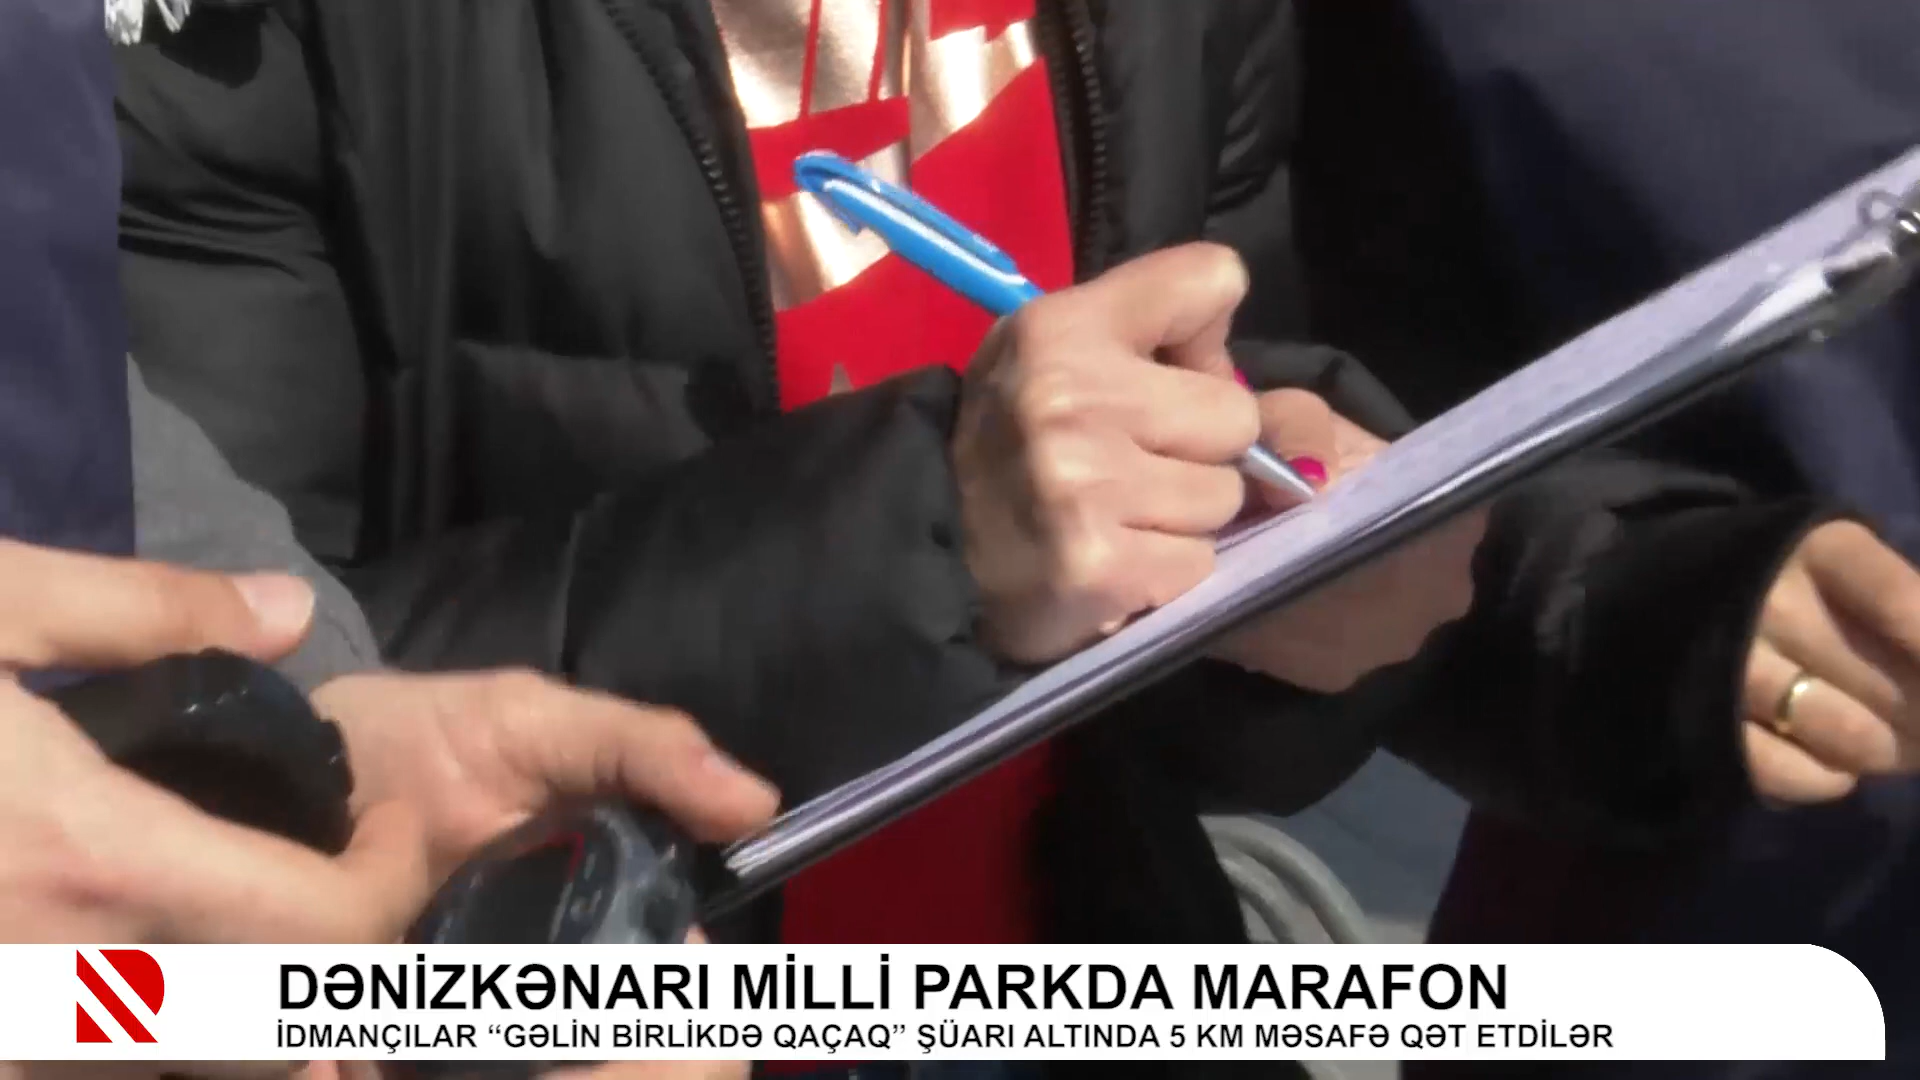 DƏNİZKƏNARI MİLLİ PARKDA MARAFON
İDMANÇILAR “GƏLİN BİRLİKDƏ QAÇAQ” ŞÜARI ALTINDA 5 KM MƏSAFƏ QƏT ETDİLƏR